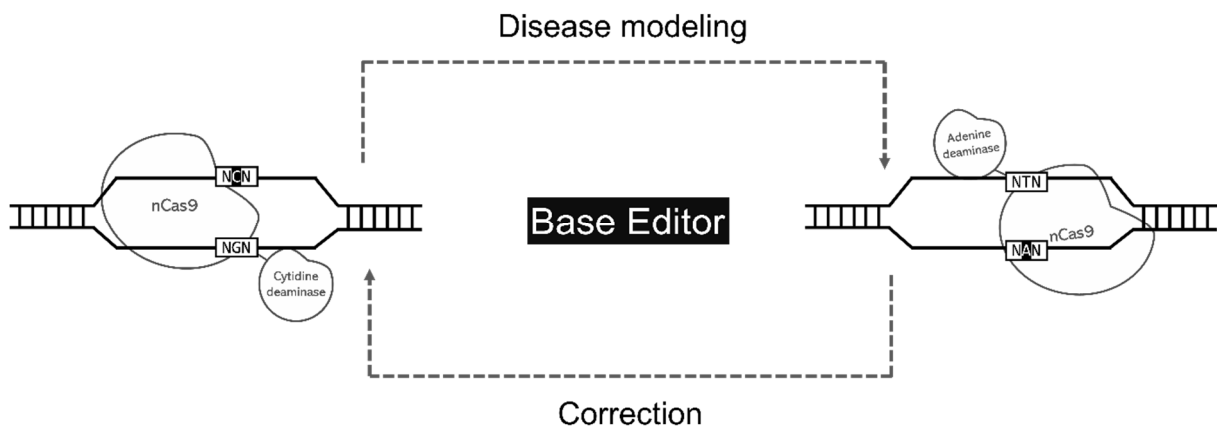 Disease modeling
nCas9
NCN
NGN
Cytidine
deaminase
Base Editor
Adenine
deaminase
NTN
NAN
nCas9
Correction